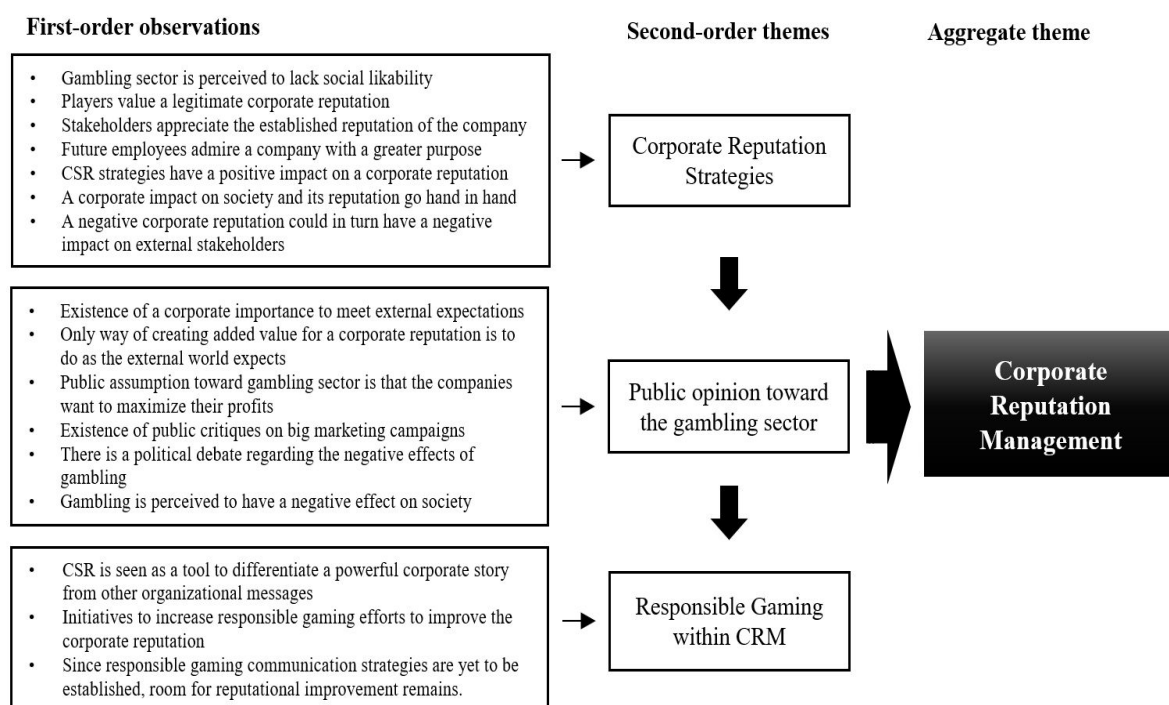 First-order observations
Second-order themes
Aggregate theme
• Gambling sector is perceived to lack social likability
• Players value a legitimate corporate reputation
• Stakeholders appreciate the established reputation of the company
• Future employees admire a company with a greater purpose
• CSR strategies have a positive impact on a corporate reputation
• A corporate impact on society and its reputation go hand in hand
• A negative corporate reputation could in turn have a negative
impact on external stakeholders
Corporate Reputation
Strategies
• Existence of a corporate importance to meet external expectations
• Only way of creating added value for a corporate reputation is to
do as the external world expects
• Public assumption toward gambling sector is that the companies
want to maximize their profits
• Existence of public critiques on big marketing campaigns
• There is a political debate regarding the negative effects of
gambling
• Gambling is perceived to have a negative effect on society
Public opinion toward
the gambling sector
Corporate
Reputation
Management
• CSR is seen as a tool to differentiate a powerful corporate story
from other organizational messages
• Initiatives to increase responsible gaming efforts to improve the
corporate reputation
• Since responsible gaming communication strategies are yet to be
established, room for reputational improvement remains.
Responsible Gaming
within CRM